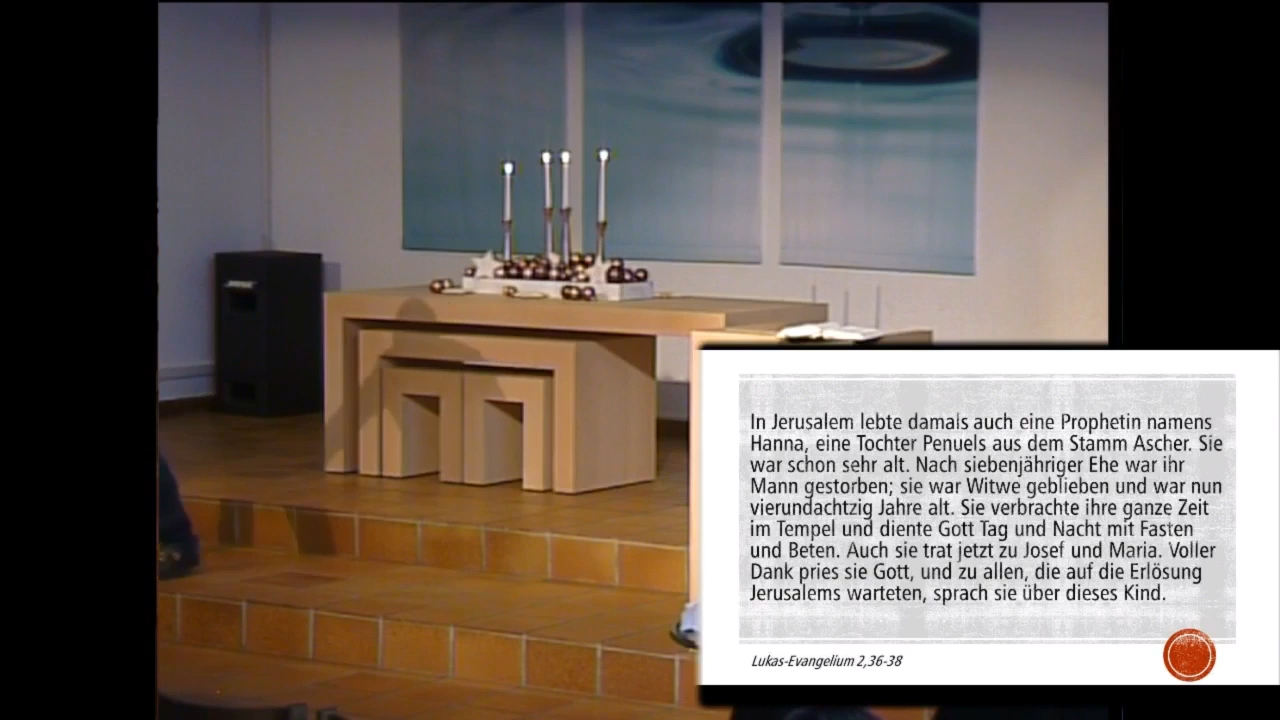 In Jerusalem lebte damals auch eine Prophetin namens
Hanna, eine Tochter Penuels aus dem Stamm Ascher. Sie
war schon sehr alt. Nach siebenjähriger Ehe war ihr
Mann gestorben; sie war Witwe geblieben und war nun
vierundachtzig Jahre alt. Sie verbrachte ihre ganze Zeit
im Tempel und diente Gott Tag und Nacht mit Fasten
und Beten. Auch sie trat jetzt zu Josef und Maria. Voller
Dank pries sie Gott, und zu allen, die auf die Erlösung
Jerusalems warteten, sprach sie über dieses Kind.
Lukas-Evangelium 2,36-38